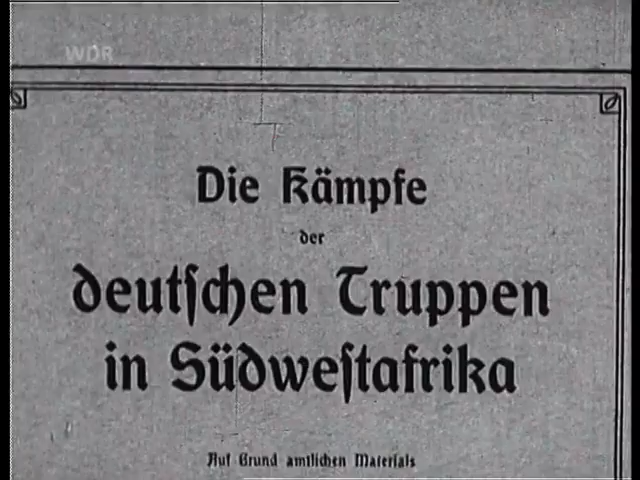 WDR
Die Kämpfe
der
deutſchen Truppen
in Südweſtafrika
Auf Grund amtlichen Materials